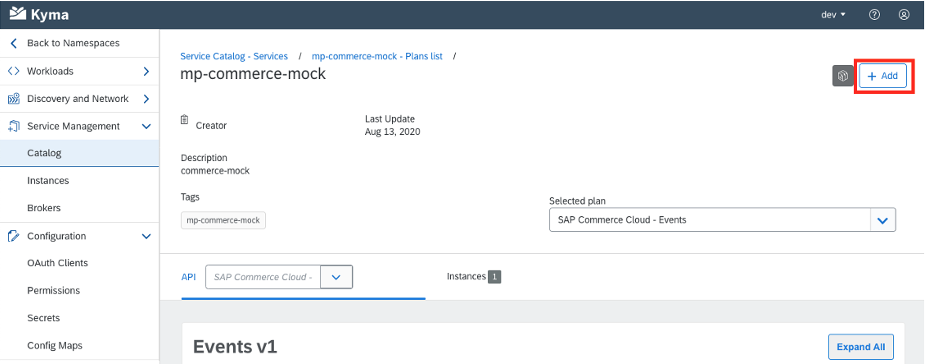 Kyma
dev
Back to Namespaces
Workloads
Discovery and Network
Service Management
Catalog
Instances
Brokers
Configuration
OAuth Clients
Permissions
Secrets
Config Maps
Service Catalog - Services / mp-commerce-mock - Plans list /
mp-commerce-mock
+ Add
Creator
Last Update
Aug 13, 2020
Description
commerce-mock
Tags
mp-commerce-mock
Selected plan
SAP Commerce Cloud - Events
API SAP Commerce Cloud - Instances 1
Events v1
Expand All